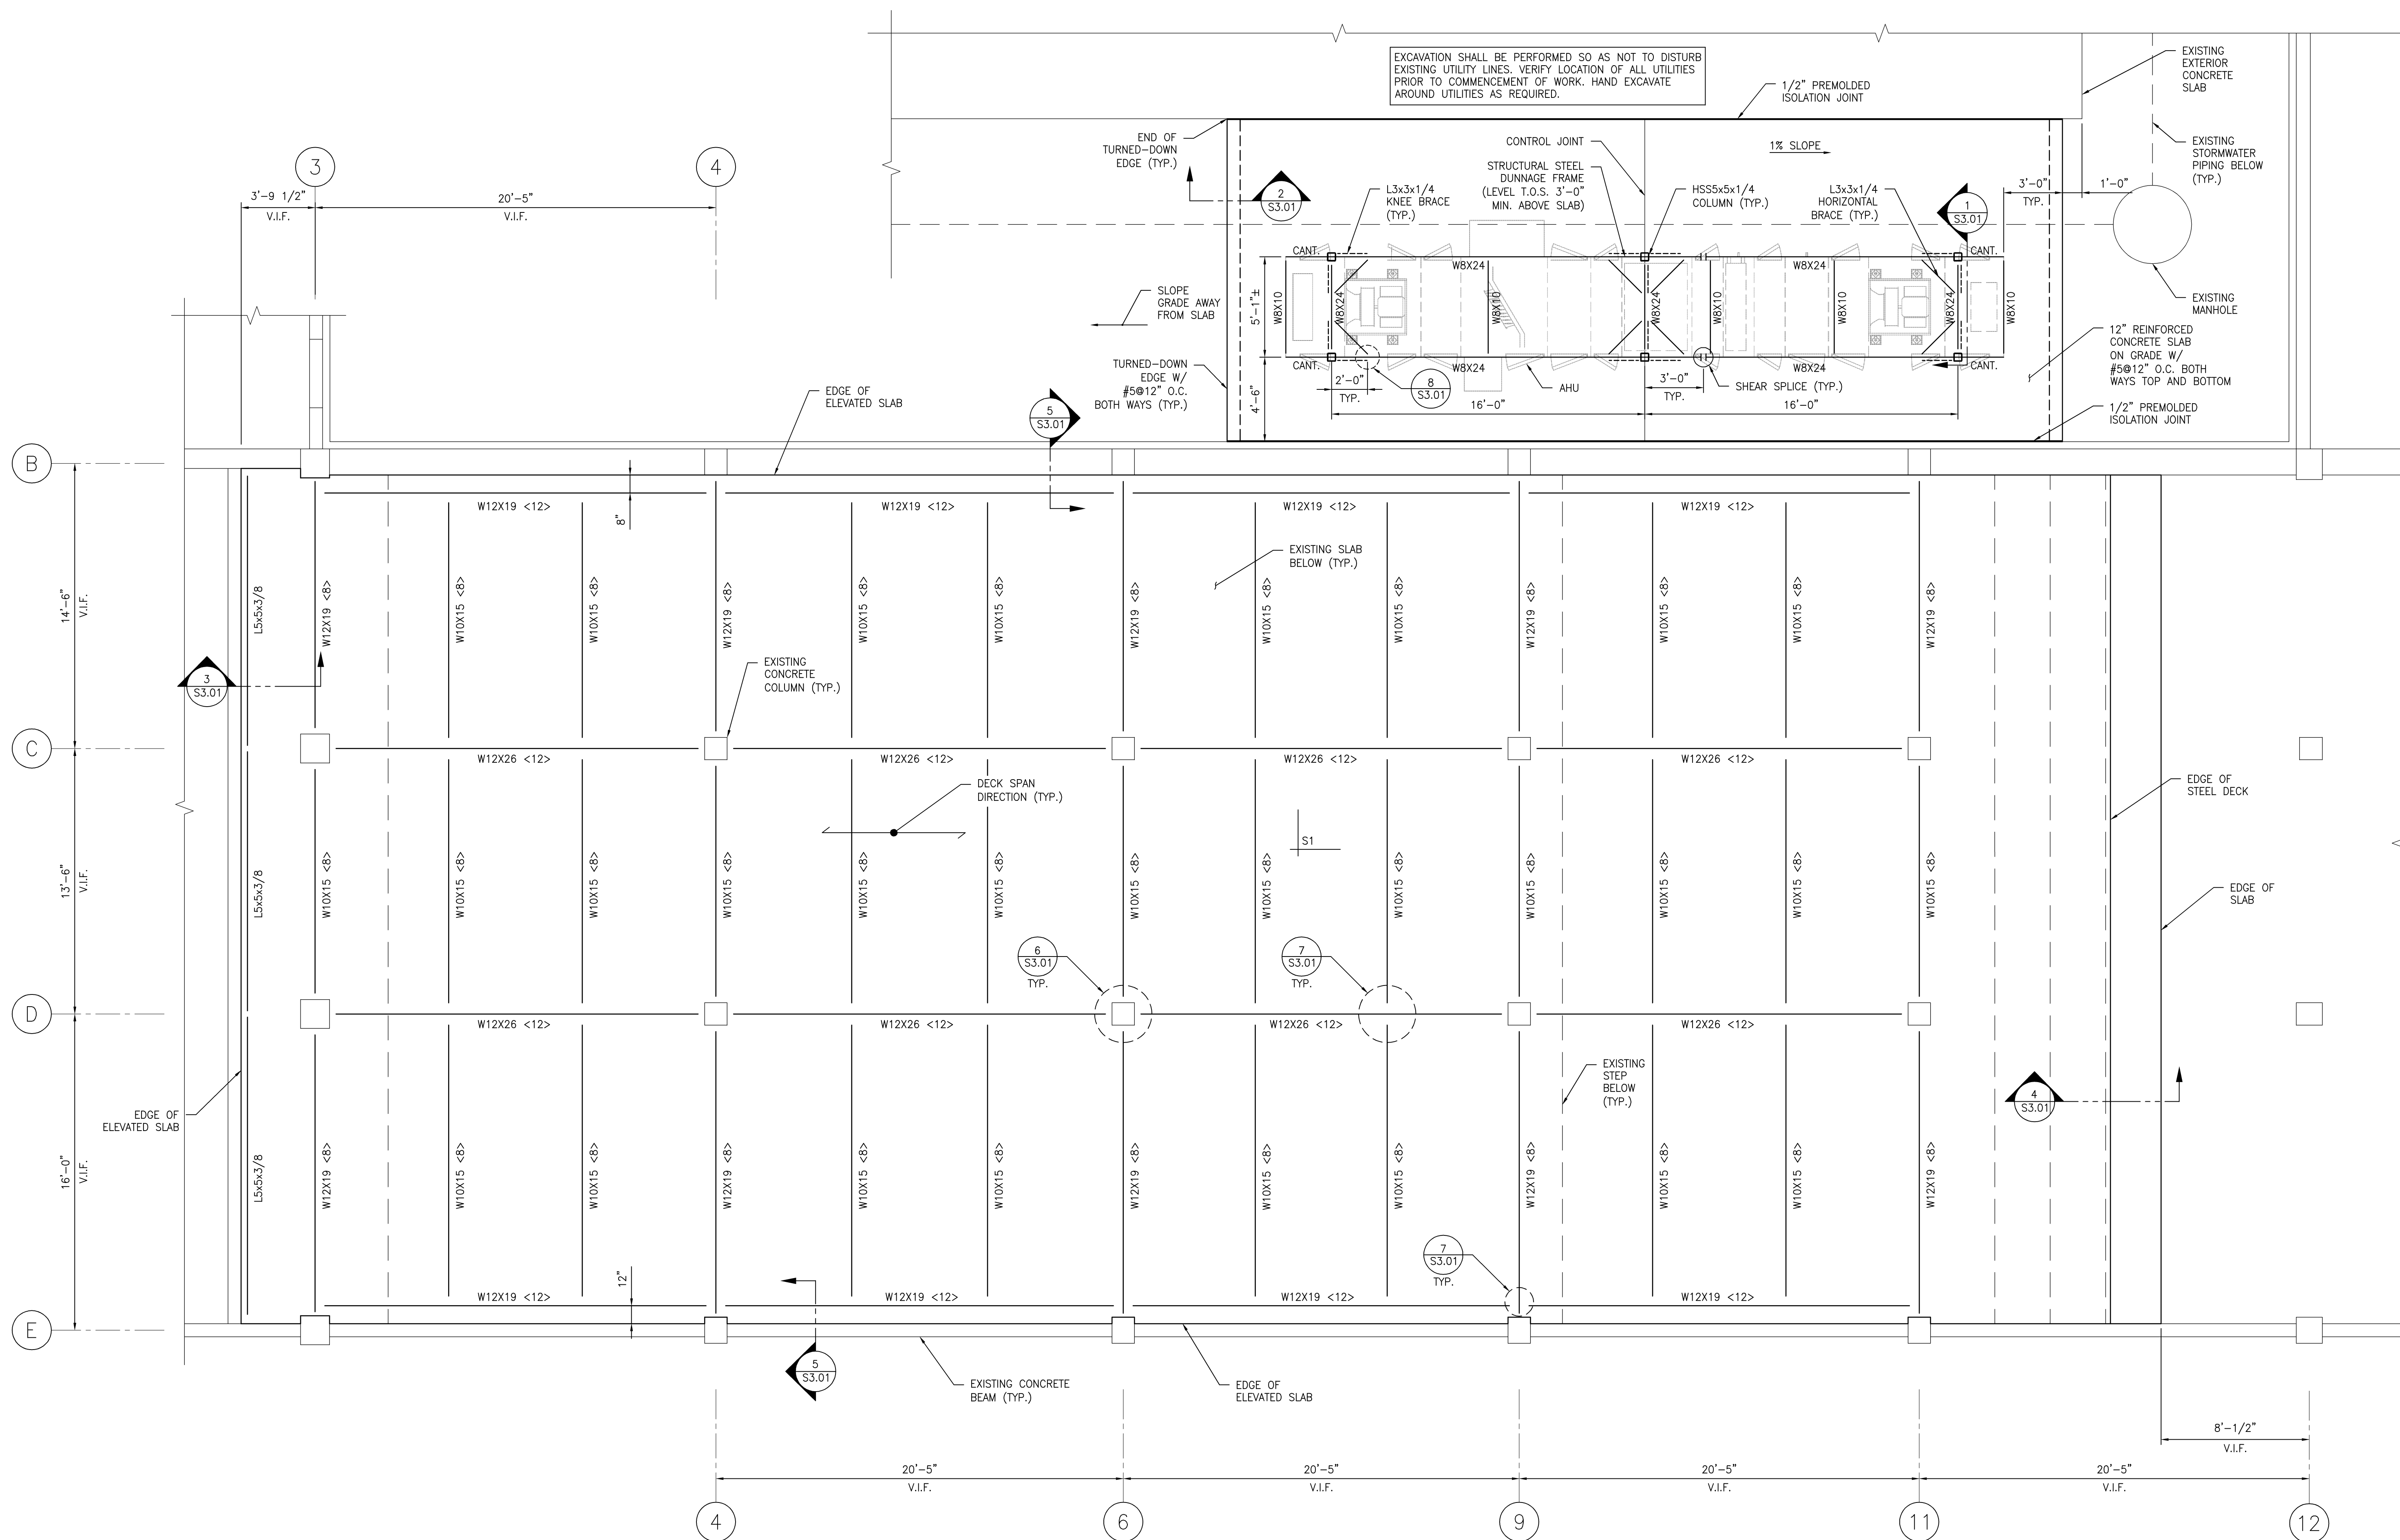 EXCAVATION SHALL BE PERFORMED SO AS NOT TO DISTURB
EXISTING UTILITY LINES. VERIFY LOCATION OF ALL UTILITIES
PRIOR TO COMMENCEMENT OF WORK. HAND EXCAVATE
AROUND UTILITIES AS REQUIRED.
1/2" PREMOLDED
ISOLATION JOINT
EXISTING
EXTERIOR
CONCRETE
SLAB
END OF
TURNED-DOWN
EDGE (TYP.)
CONTROL JOINT
1% SLOPE
EXISTING
STORMWATER
PIPING BELOW
(TYP.)
3
4
3'-9 1/2"
V.I.F.
20'-5"
V.I.F.
2
S3.01
L3x3x1/4
KNEE BRACE
(TYP.)
STRUCTURAL STEEL
DUNNAGE FRAME
(LEVEL T.O.S. 3'-0"
MIN. ABOVE SLAB)
HSS5x5x1/4
COLUMN (TYP.)
L3x3x1/4
HORIZONTAL
BRACE (TYP.)
1
S3.01
3'-0"
TYP.
1'-0"
CANT.
W8X24
W8X24
CANT.
W8X10
W8X24
W8X10
W8X24
W8X10
W8X10
W8X24
W8X10
5'-1"±
SLOPE
GRADE AWAY
FROM SLAB
EXISTING
MANHOLE
12" REINFORCED
CONCRETE SLAB
ON GRADE W/
#5@12" O.C. BOTH
WAYS TOP AND BOTTOM
TURNED-DOWN
EDGE W/
#5@12" O.C.
BOTH WAYS (TYP.)
CANT.
W8X24
W8X24
CANT.
4'-6"
2'-0"
TYP.
8
S3.01
AHU
3'-0"
TYP.
SHEAR SPLICE (TYP.)
16'-0"
16'-0"
1/2" PREMOLDED
ISOLATION JOINT
EDGE OF
ELEVATED SLAB
5
S3.01
B
W12X19 <12>
8"
W12X19 <12>
W12X19 <12>
W12X19 <12>
EXISTING SLAB
BELOW (TYP.)
14'-6"
V.I.F.
L5x5x3/8
W12X19 <8>
W10X15 <8>
W10X15 <8>
W12X19 <8>
W10X15 <8>
W10X15 <8>
W12X19 <8>
W10X15 <8>
W10X15 <8>
W12X19 <8>
W10X15 <8>
W10X15 <8>
W12X19 <8>
3
S3.01
EXISTING
CONCRETE
COLUMN (TYP.)
C
W12X26 <12>
W12X26 <12>
W12X26 <12>
W12X26 <12>
DECK SPAN
DIRECTION (TYP.)
EDGE OF
STEEL DECK
S1
13'-6"
V.I.F.
L5x5x3/8
W10X15 <8>
W10X15 <8>
W10X15 <8>
W10X15 <8>
W10X15 <8>
W10X15 <8>
W10X15 <8>
W10X15 <8>
W10X15 <8>
W10X15 <8>
W10X15 <8>
W10X15 <8>
W10X15 <8>
EDGE OF
SLAB
6
S3.01
TYP.
7
S3.01
TYP.
D
W12X26 <12>
W12X26 <12>
W12X26 <12>
W12X26 <12>
EXISTING
STEP
BELOW
(TYP.)
4
S3.01
EDGE OF
ELEVATED SLAB
16'-0"
V.I.F.
L5x5x3/8
W12X19 <8>
W10X15 <8>
W10X15 <8>
W12X19 <8>
W10X15 <8>
W10X15 <8>
W12X19 <8>
W10X15 <8>
W10X15 <8>
W12X19 <8>
W10X15 <8>
W10X15 <8>
W12X19 <8>
7
S3.01
TYP.
W12X19 <12>
12"
W12X19 <12>
W12X19 <12>
W12X19 <12>
E
5
S3.01
EXISTING CONCRETE
BEAM (TYP.)
EDGE OF
ELEVATED SLAB
8'-1/2"
V.I.F.
20'-5"
V.I.F.
20'-5"
V.I.F.
20'-5"
V.I.F.
20'-5"
V.I.F.
4
6
9
11
12